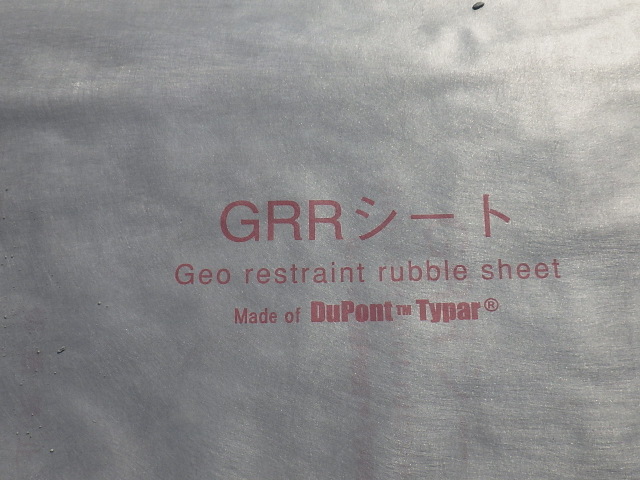 GRRシート
Geo restraint rubble sheet
Made of DuPont™ Typar®